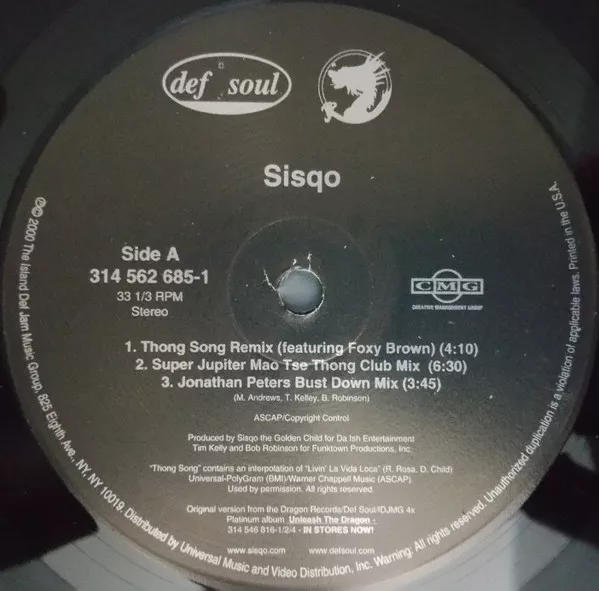 def soul
Sisqo
Side A
314 562 685-1
33 1/3 RPM
Stereo
CMG
CREATIVE MANAGEMENT GROUP
1. Thong Song Remix (featuring Foxy Brown) (4:10)
2. Super Jupiter Mao Tse Thong Club Mix (6:30)
3. Jonathan Peters Bust Down Mix (3:45)
(M. Andrews, T. Kelley, B. Robinson)
ASCAP/Copyright Control
Produced by Sisqo the Golden Child for Da Ish Entertainment
Tim Kelly and Bob Robinson for Funktown Productions, Inc.
"Thong Song" contains an interpolation of "Livin' La Vida Loca" (R. Rosa, D. Child)
Universal-PolyGram (BMI)/Warner Chappell Music (ASCAP)
Used by permission. All rights reserved.
Original version from the Dragon Records/Def Soul/IDJMG 4x
Platinum album Unleash The Dragon -
314 546 816-1/2/4 - IN STORES NOW!
www.sisqo.com www.defsoul.com
℗© 2000 The Island Def Jam Music Group, 825 Eighth Ave., NY, NY 10019. Distributed by Universal Music and Video Distribution, Inc. Warning: All rights reserved. Unauthorized duplication is a violation of applicable laws. Printed in the U.S.A.